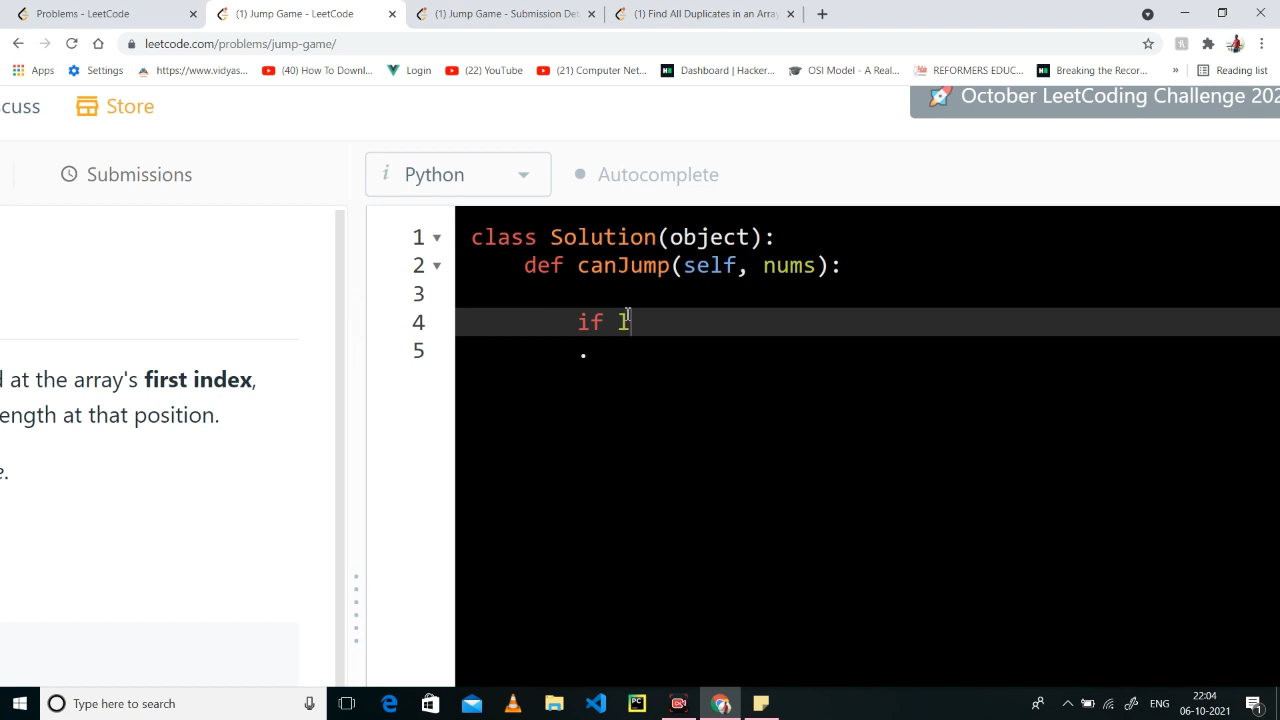 Problems - LeetCode
(1) Jump Game - LeetCode
(1) Jump Game - Submission Det
(1) Find All Duplicates in an Array
leetcode.com/problems/jump-game/
Apps
Settings
https://www.vidyas...
(40) How To Downl...
Login
(22) YouTube
(21) Computer Net...
Dashboard | Hacker...
OSI Model - A Real...
REFORMERS EDUC...
Breaking the Recor...
»
Reading list
cuss
Store
October LeetCoding Challenge 202
Submissions
i Python
Autocomplete
1 class Solution(object):
2 def canJump(self, nums):
3
4 if l
5 .
d at the array's first index,
ength at that position.
e.
Type here to search
PC
ENG
22:04
06-10-2021
1